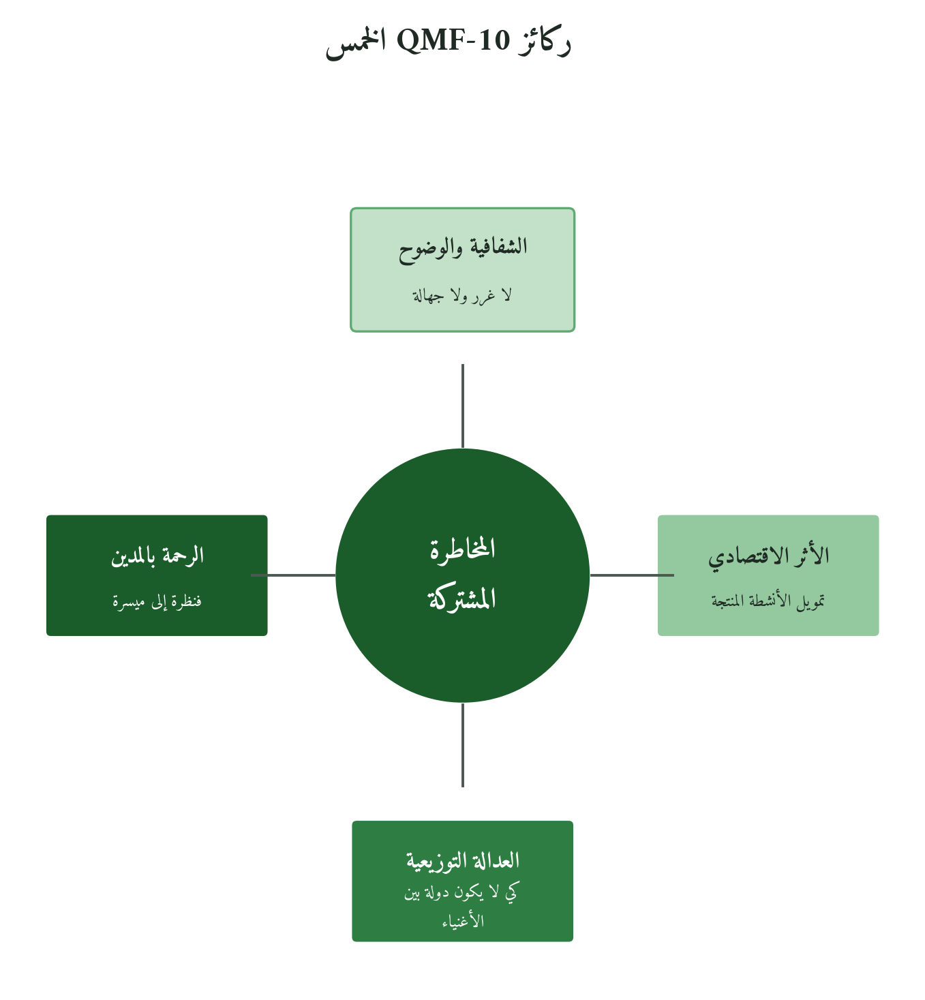 ركائز QMF-10 الخمس
الشفافية والوضوح
لا غرر ولا جهالة
الأثر الاقتصادي
تمويل الأنشطة المنتجة
المخاطرة
المشتركة
الرحمة بالمدين
فنظرة إلى ميسرة
العدالة التوزيعية
كي لا يكون دولة بين
الأغنياء